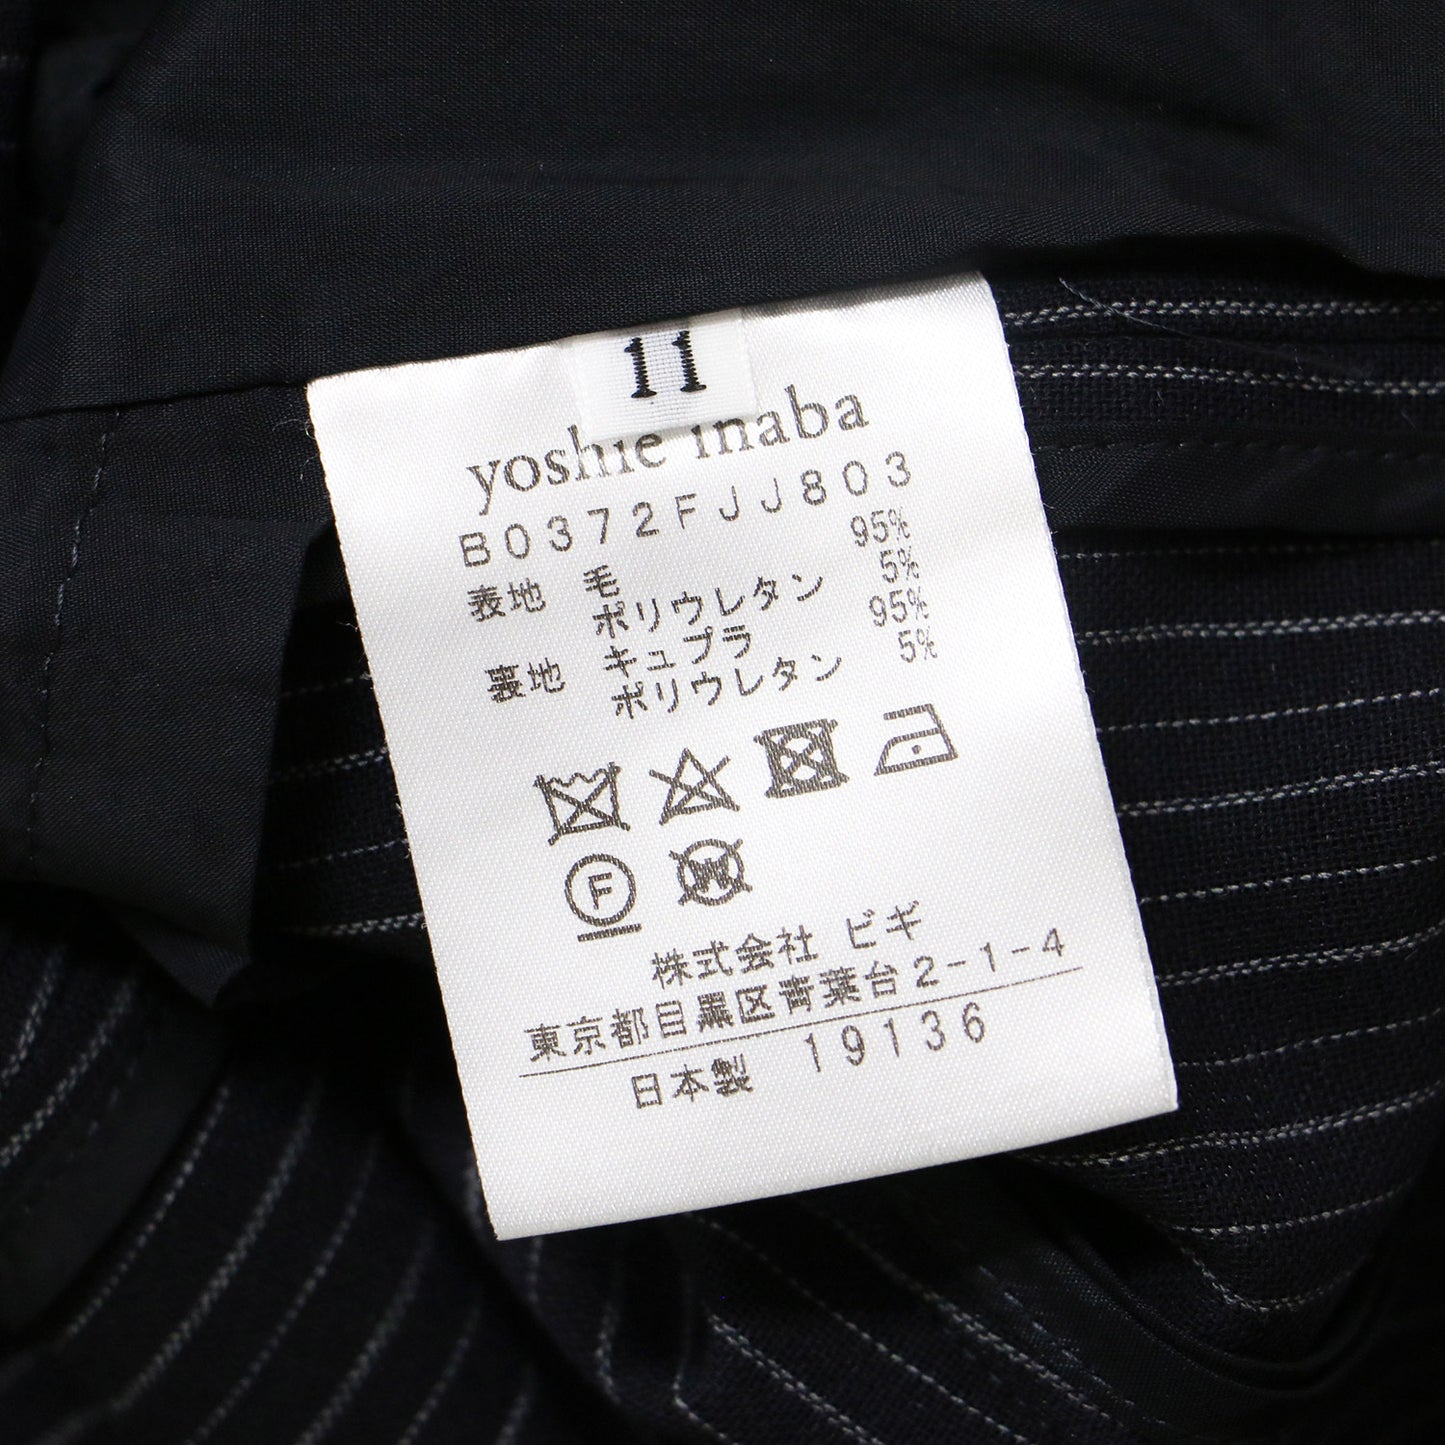 11
yoshie inaba
B0372FJJ803
表地 毛 95%
ポリウレタン 5%
裏地 キュプラ 95%
ポリウレタン 5%
F
W
株式会社 ビギ
東京都目黒区青葉台2-1-4
日本製 19136